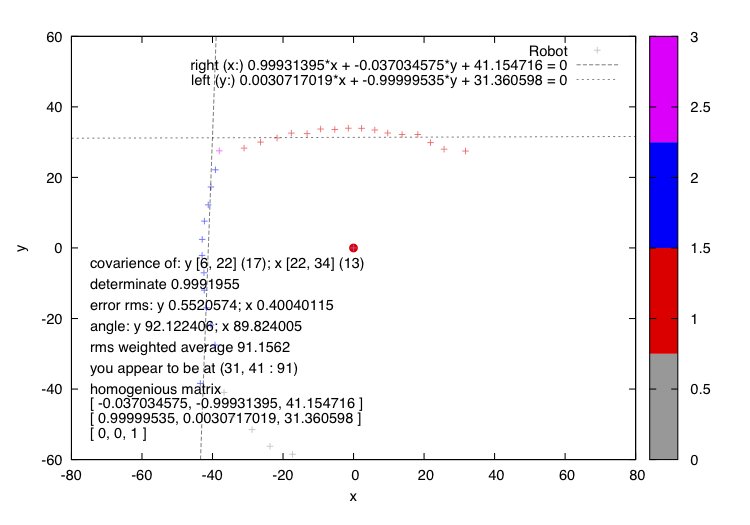 Robot
right (x:) 0.99931395*x + -0.037034575*y + 41.154716 = 0
left (y:) 0.0030717019*x + -0.99999535*y + 31.360598 = 0
60
40
20
0
-20
-40
-60
y
covarience of: y [6, 22] (17); x [22, 34] (13)
determinate 0.9991955
error rms: y 0.5520574; x 0.40040115
angle: y 92.122406; x 89.824005
rms weighted average 91.1562
you appear to be at (31, 41 : 91)
homogenious matrix
[ -0.037034575, -0.99931395, 41.154716 ]
[ 0.99999535, 0.0030717019, 31.360598 ]
[ 0, 0, 1 ]
-80 -60 -40 -20 0 20 40 60 80
x
3
2.5
2
1.5
1
0.5
0